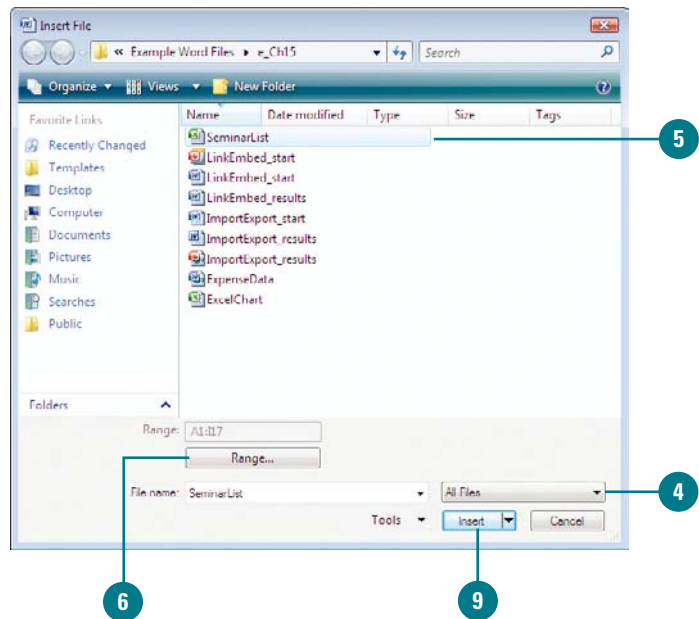 Insert File
« Example Word Files ▸ e_Ch15
Search
Organize
Views
New Folder
Favorite Links
Name
Date modified
Type
Size
Tags
Recently Changed
Templates
Desktop
Computer
Documents
Pictures
Music
Searches
Public
SeminarList
LinkEmbed_start
LinkEmbed_start
LinkEmbed_results
ImportExport_start
ImportExport_results
ImportExport_results
ExpenseData
ExcelChart
5
Folders
Range:
A1:I17
Range...
File name:
SeminarList
All Files
4
Tools
Insert
Cancel
6
9